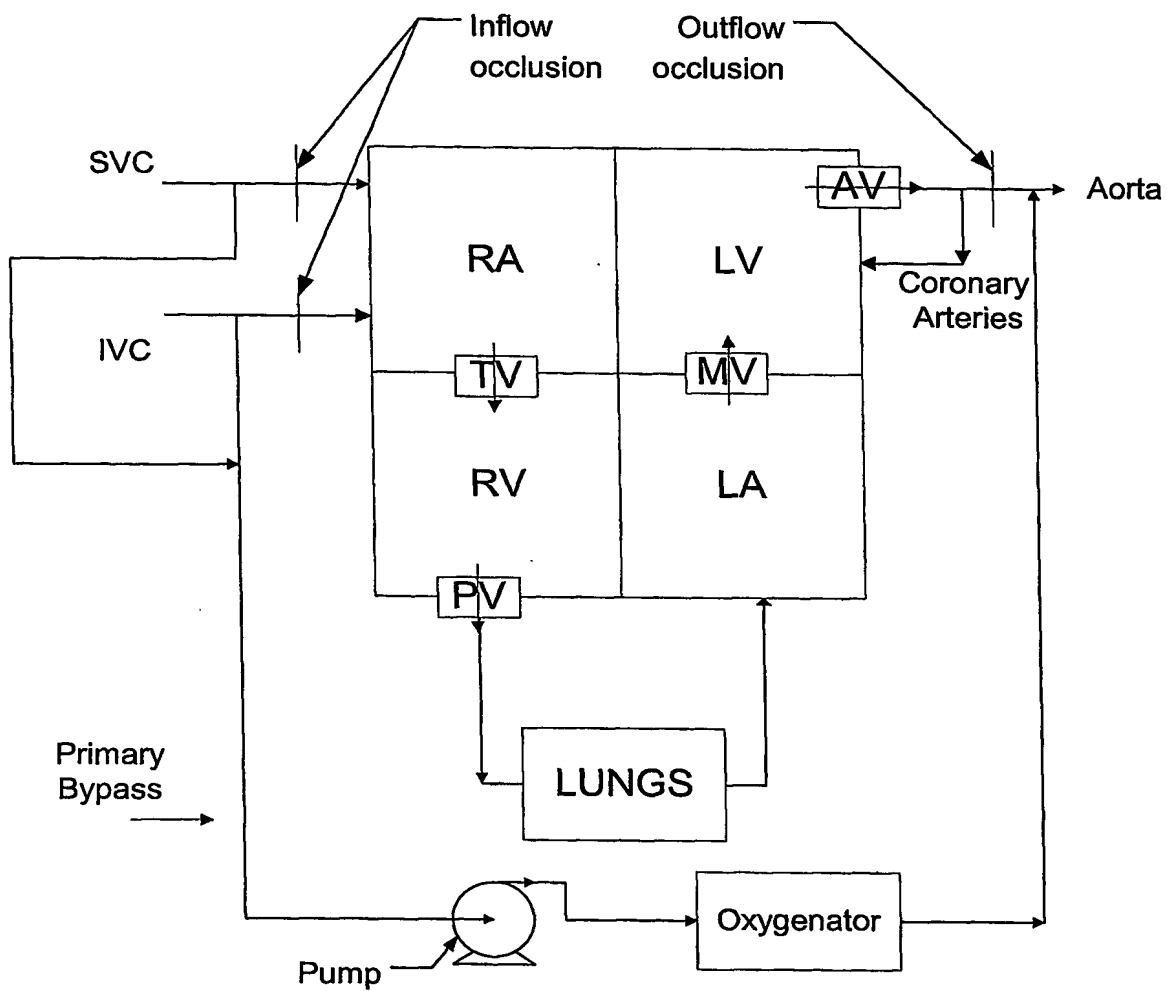 Inflow
occlusion
Outflow
occlusion
SVC
AV
Aorta
RA
LV
Coronary
Arteries
IVC
TV
MV
RV
LA
PV
Primary
Bypass
LUNGS
Oxygenator
Pump